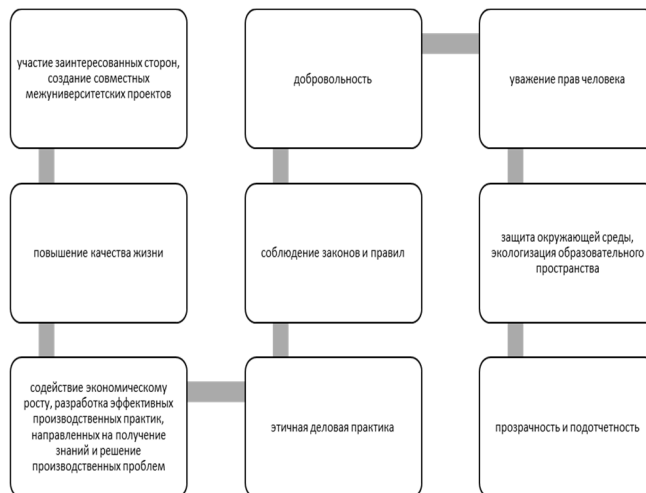 участие заинтересованных сторон,
создание совместных
межуниверситетских проектов
повышение качества жизни
содействие экономическому
росту, разработка эффективных
производственных практик,
направленных на получение
знаний и решение
производственных проблем
этичная деловая практика
соблюдение законов и правил
добровольность
уважение прав человека
защита окружающей среды,
экологизация образовательного
пространства
прозрачность и подотчетность